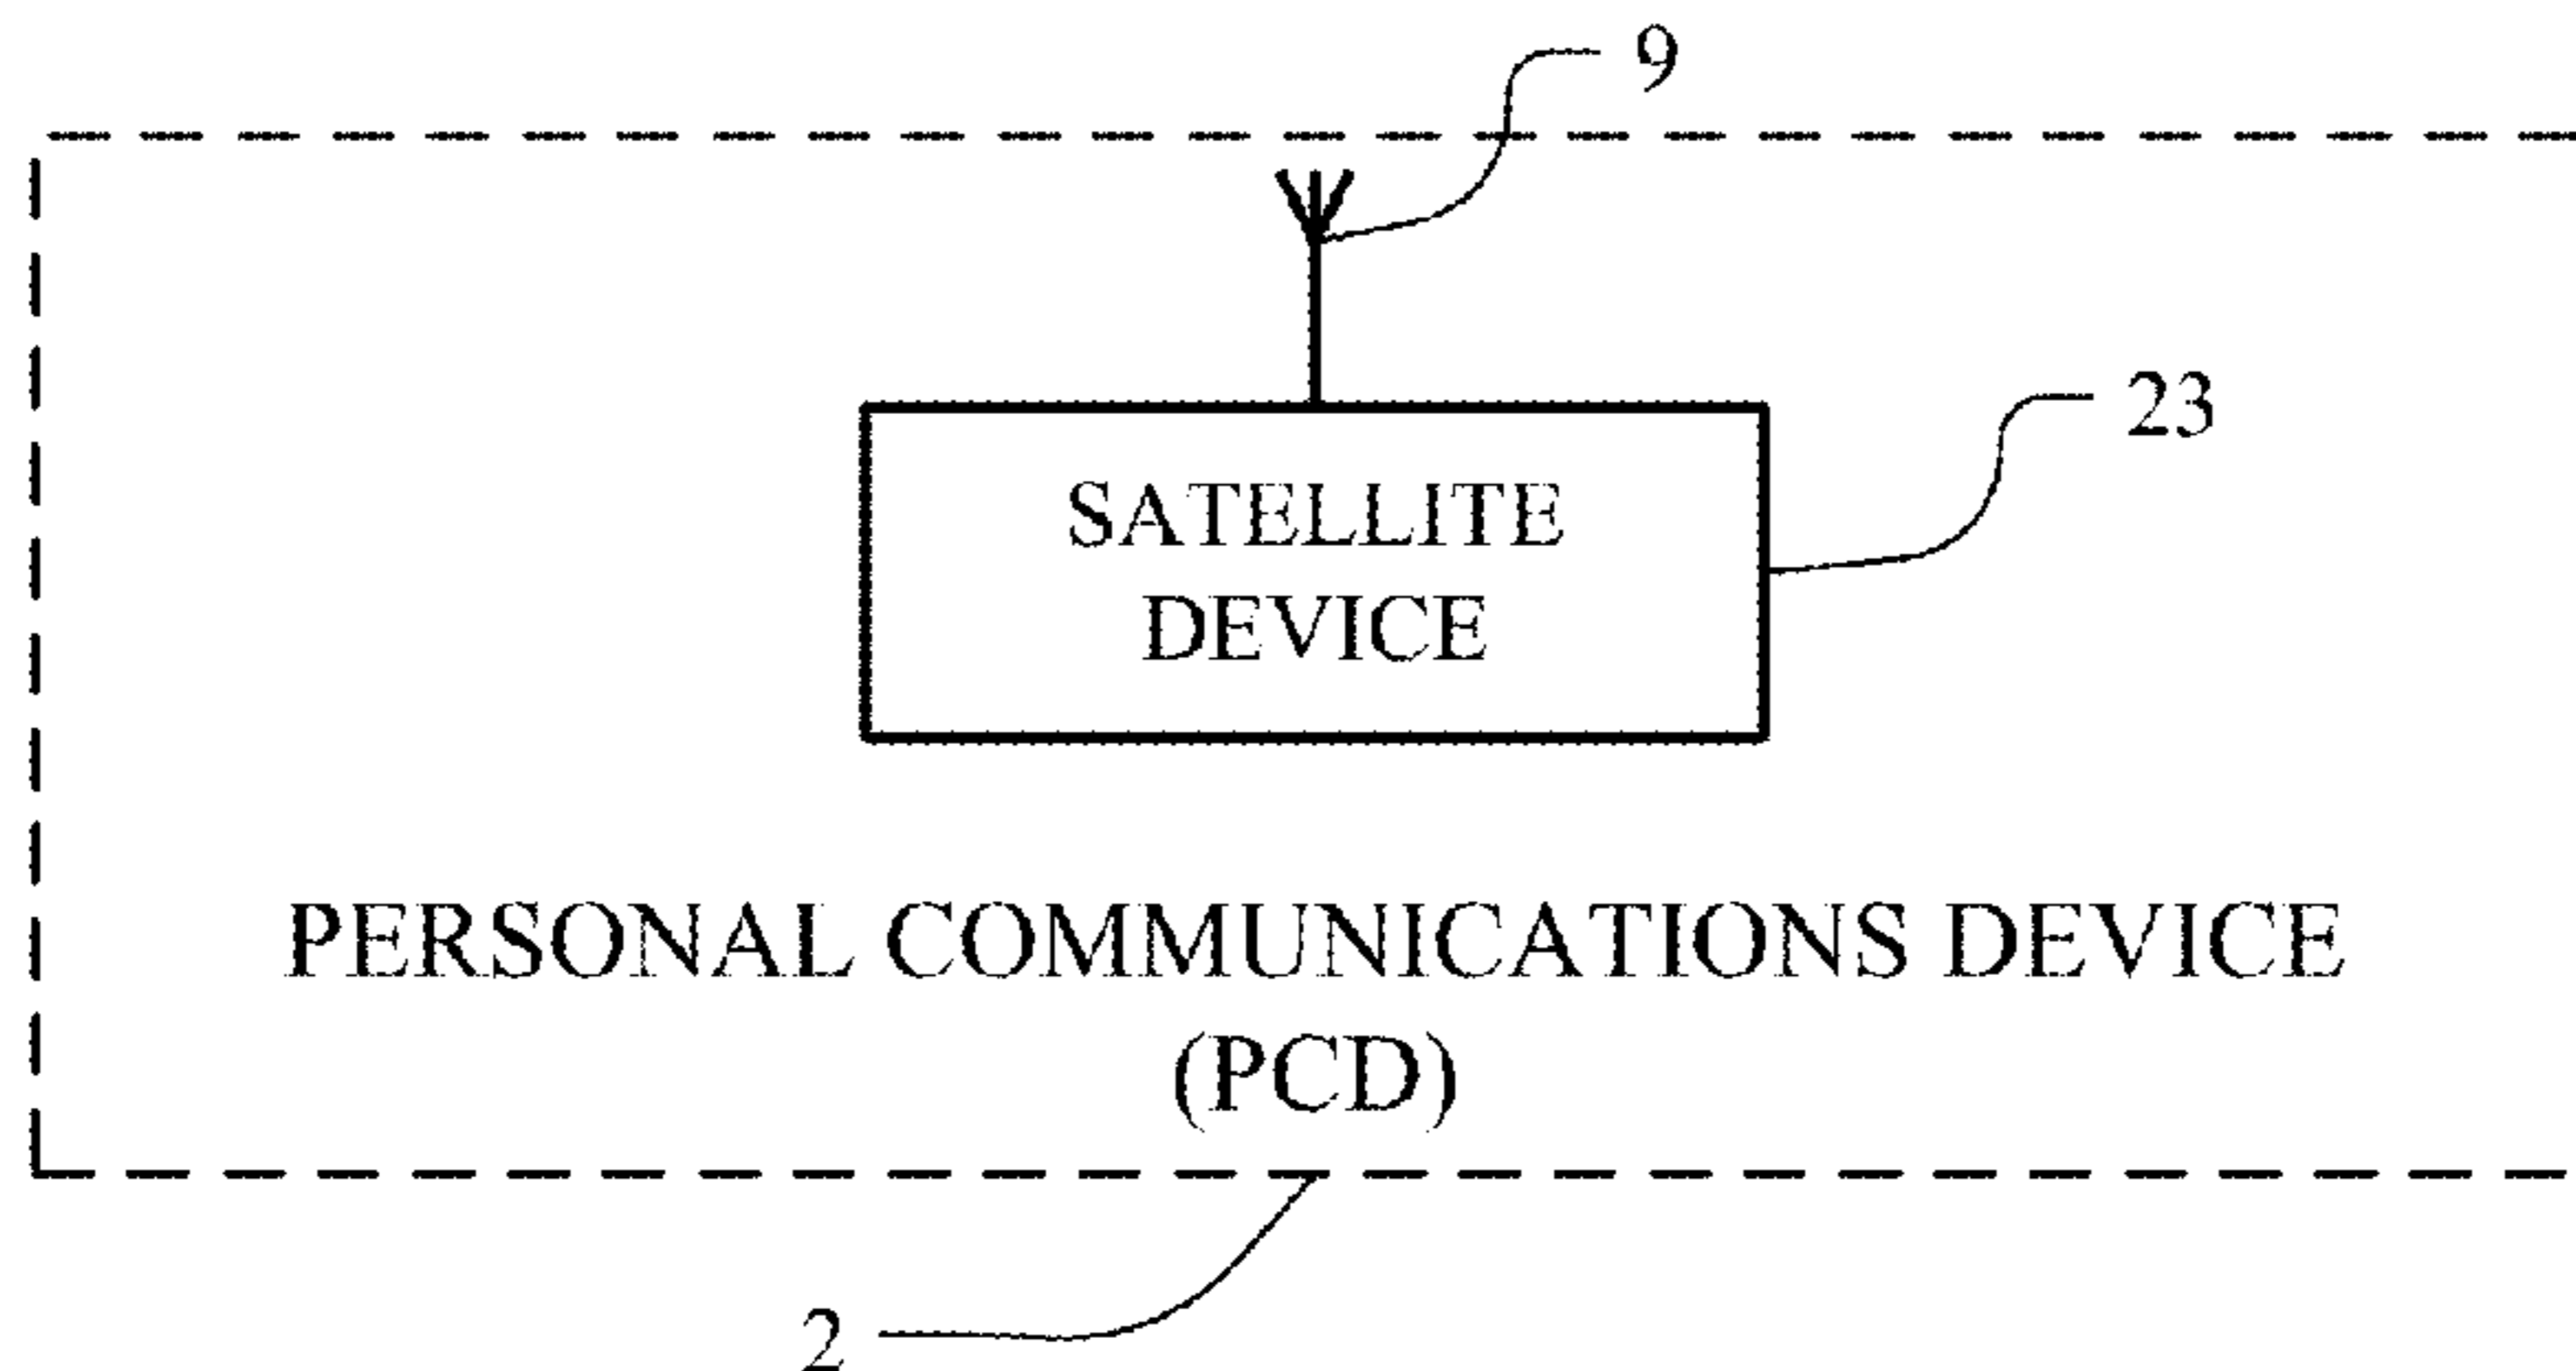 9
23
SATELLITE
DEVICE
PERSONAL COMMUNICATIONS DEVICE
(PCD)
2